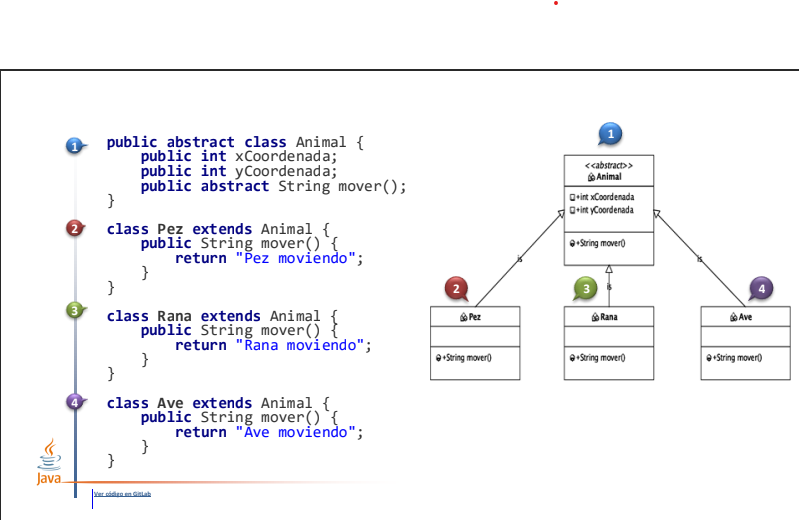 1
public abstract class Animal {
public int xCoordenada;
public int yCoordenada;
public abstract String mover();
}
2
class Pez extends Animal {
public String mover() {
return "Pez moviendo";
}
}
3
class Rana extends Animal {
public String mover() {
return "Rana moviendo";
}
}
4
class Ave extends Animal {
public String mover() {
return "Ave moviendo";
}
}
Java
Ver código en GitLab
1
<<abstract>>
Animal
+int xCoordenada
+int yCoordenada
+String mover()
is
is
is
2
Pez
+String mover()
3
Rana
+String mover()
4
Ave
+String mover()